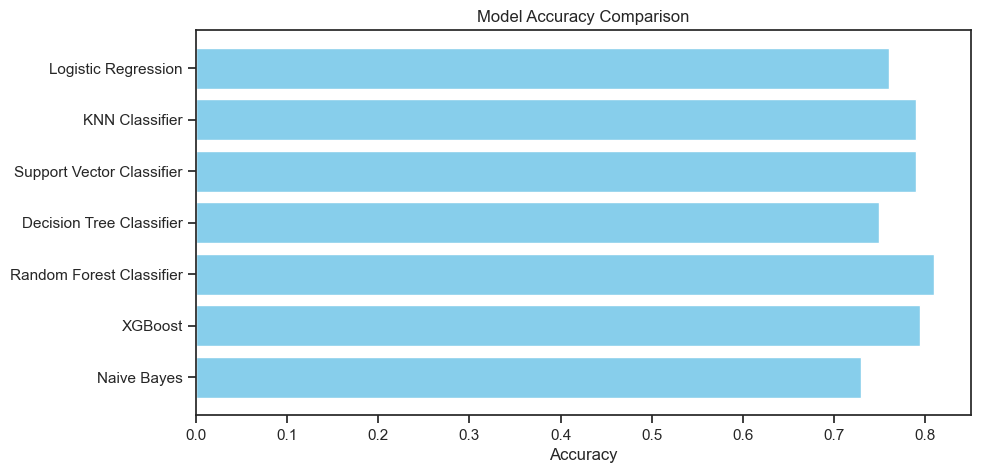 Model Accuracy Comparison
Logistic Regression
KNN Classifier
Support Vector Classifier
Decision Tree Classifier
Random Forest Classifier
XGBoost
Naive Bayes
0.0 0.1 0.2 0.3 0.4 0.5 0.6 0.7 0.8
Accuracy